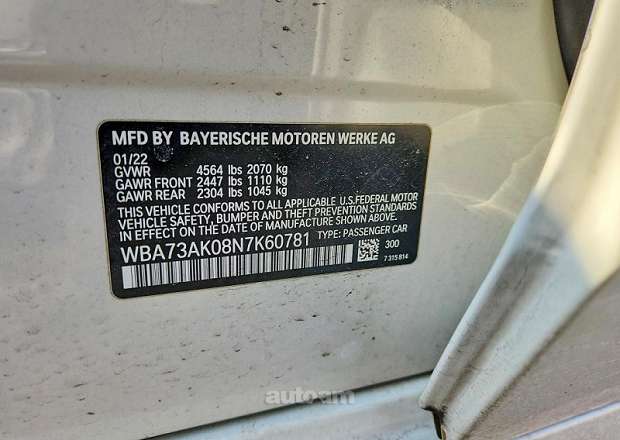 MFD BY BAYERISCHE MOTOREN WERKE AG
01/22
GVWR 4564 lbs 2070 kg
GAWR FRONT 2447 lbs 1110 kg
GAWR REAR 2304 lbs 1045 kg
THIS VEHICLE CONFORMS TO ALL APPLICABLE U.S.FEDERAL MOTOR
VEHICLE SAFETY, BUMPER AND THEFT PREVENTION STANDARDS
IN EFFECT ON THE DATE OF MANUFACTURE SHOWN ABOVE.
WBA73AK08N7K60781 TYPE: PASSENGER CAR
300
7 315 814
autoam